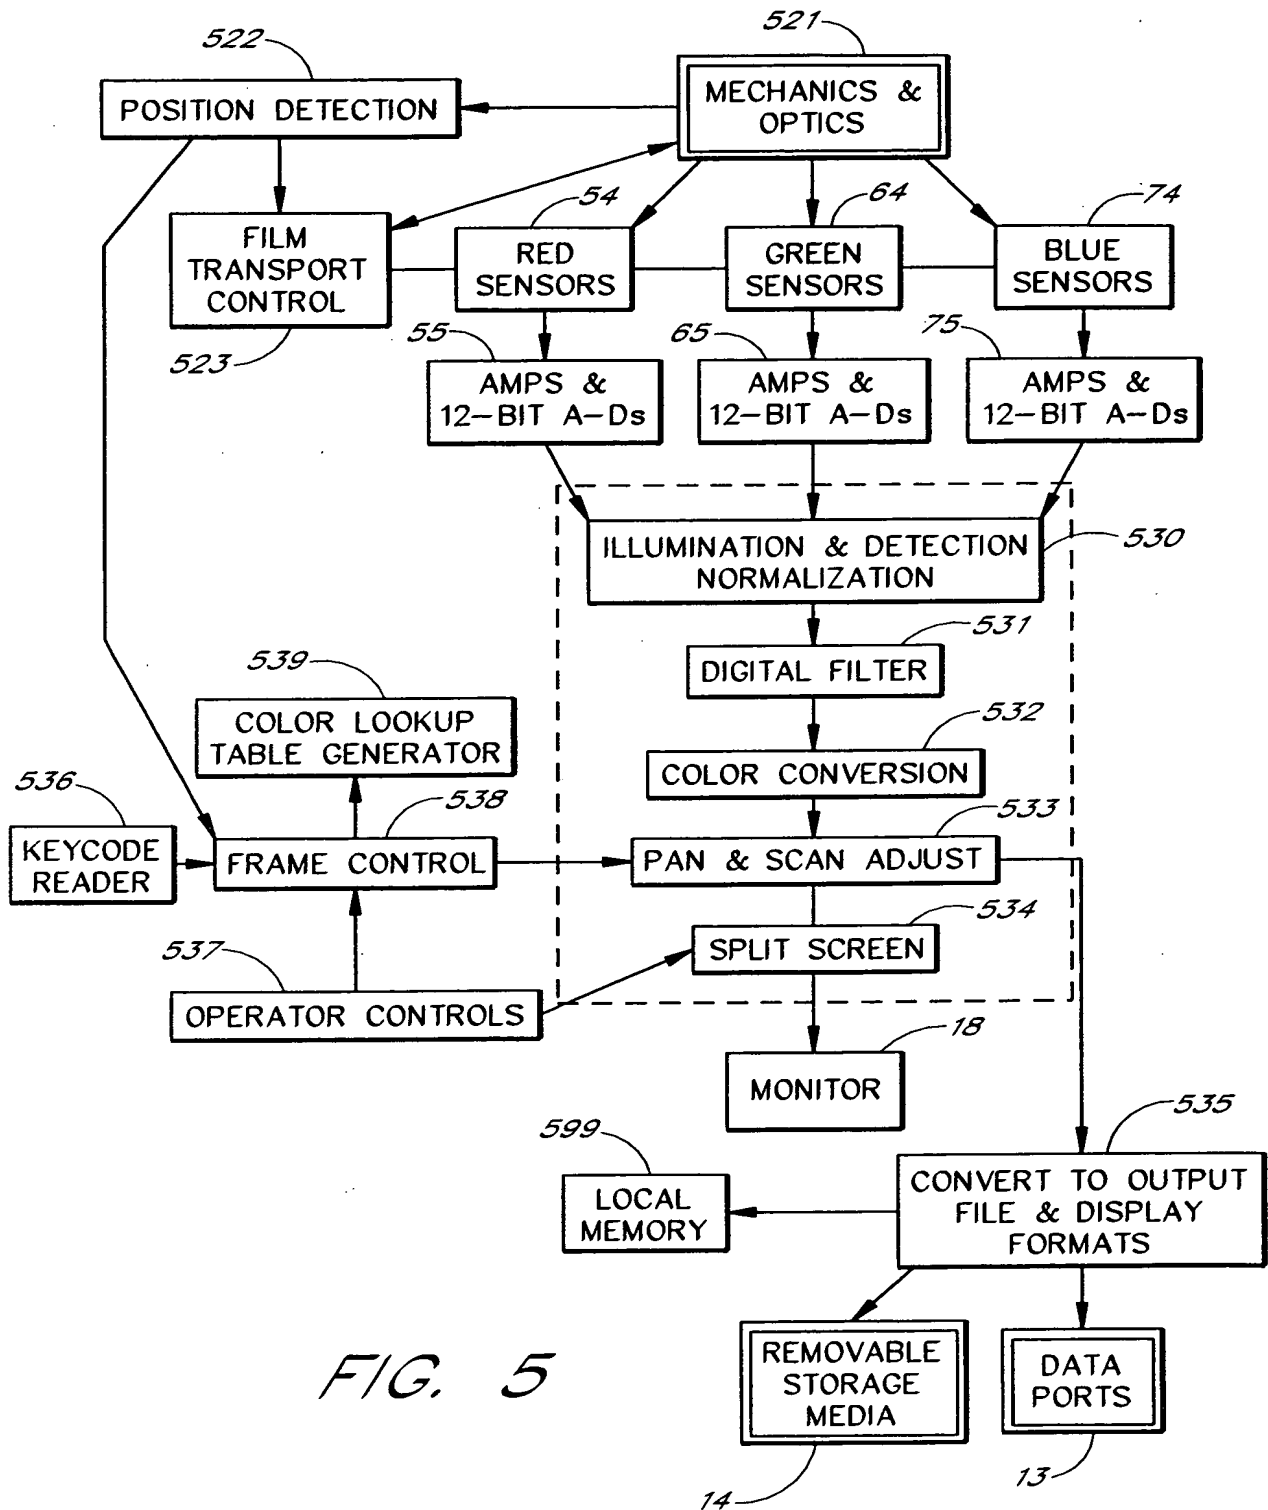 522
521
POSITION DETECTION
MECHANICS &
OPTICS
54
64
74
FILM
TRANSPORT
CONTROL
RED
SENSORS
GREEN
SENSORS
BLUE
SENSORS
523
55
65
75
AMPS &
12-BIT A-Ds
AMPS &
12-BIT A-Ds
AMPS &
12-BIT A-Ds
ILLUMINATION & DETECTION
NORMALIZATION
530
531
DIGITAL FILTER
539
COLOR LOOKUP
TABLE GENERATOR
532
COLOR CONVERSION
536
538
533
KEYCODE
READER
FRAME CONTROL
PAN & SCAN ADJUST
534
537
SPLIT SCREEN
OPERATOR CONTROLS
18
MONITOR
535
599
CONVERT TO OUTPUT
FILE & DISPLAY
FORMATS
LOCAL
MEMORY
REMOVABLE
STORAGE
MEDIA
DATA
PORTS
FIG. 5
14
13